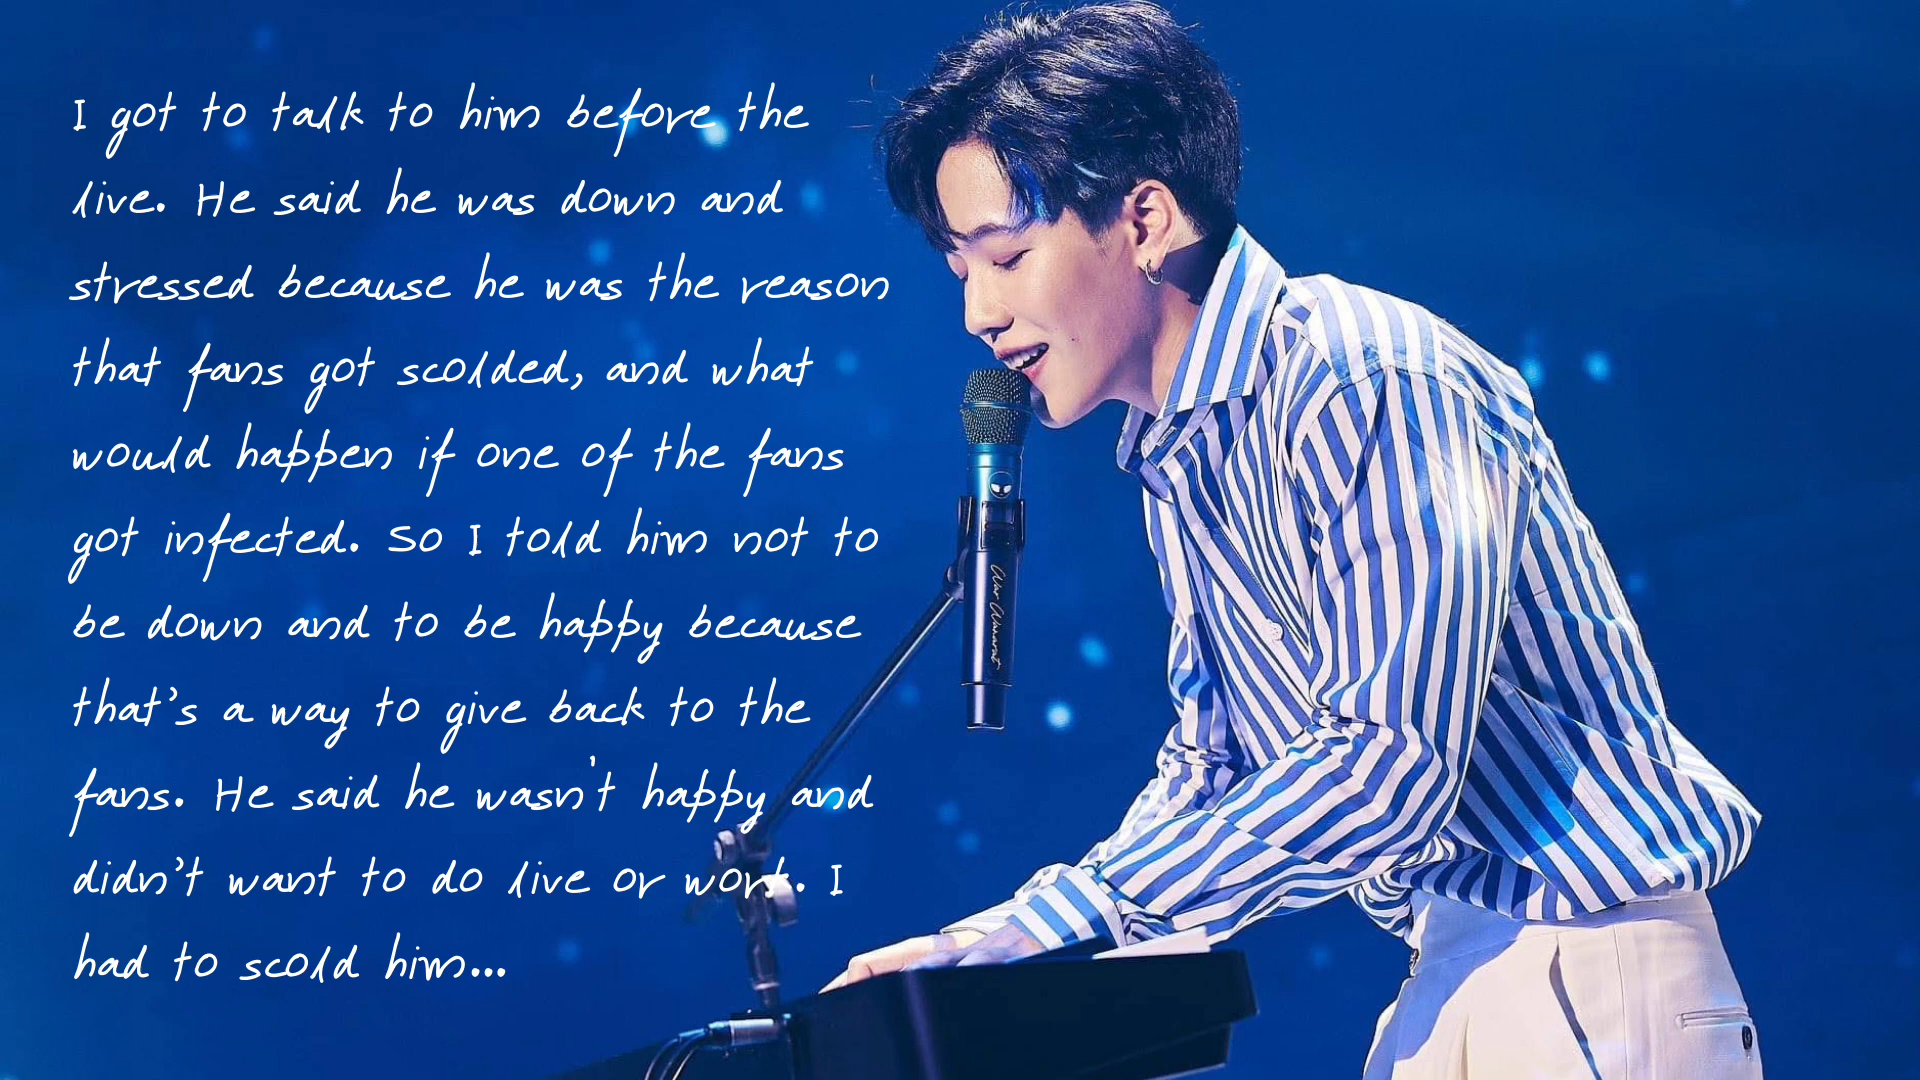 I got to talk to him before the
live. He said he was down and
stressed because he was the reason
that fans got scolded, and what
would happen if one of the fans
got infected. So I told him not to
be down and to be happy because
that's a way to give back to the
fans. He said he wasn't happy and
didn't want to do live or work. I
had to scold him...
War Wanarat